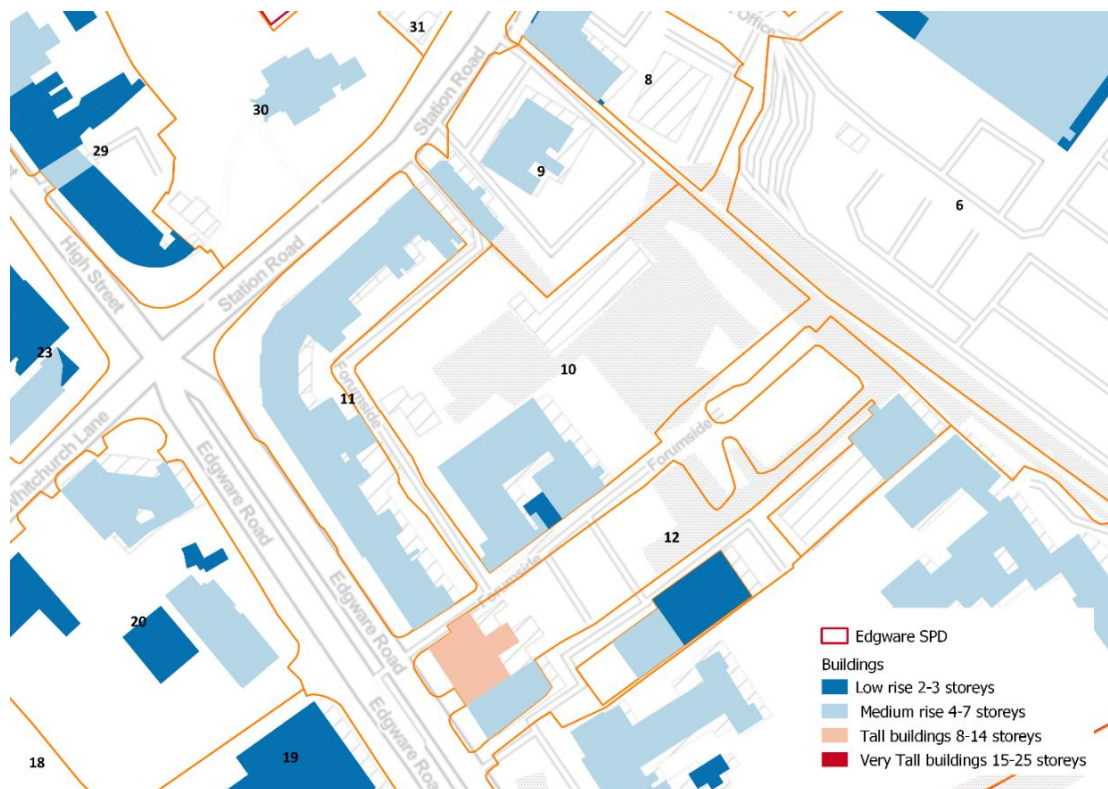 31
Station Road
Office
8
30
29
9
6
High Street
Station Road
23
Forumside
10
11
Whitchurch Lane
Edgware Road
Forumside
12
Forumside
Edgware Road
20
Edgware Road
18
19
Edgware SPD
Buildings
Low rise 2-3 storeys
Medium rise 4-7 storeys
Tall buildings 8-14 storeys
Very Tall buildings 15-25 storeys